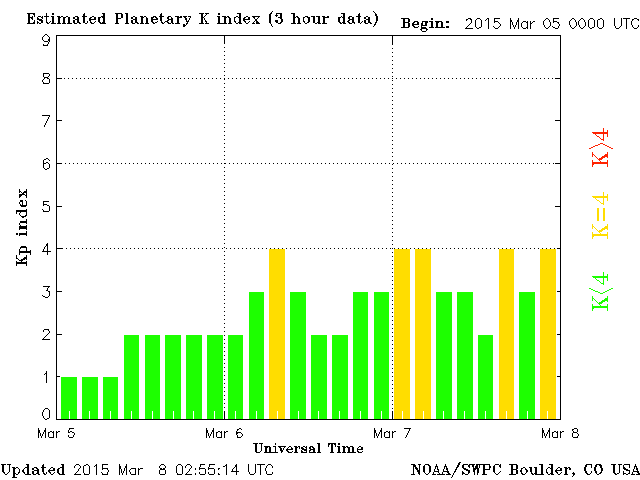 Estimated Planetary K index (3 hour data) Begin: 2015 Mar 05 0000 UTC
9
8
7
6
5
4
3
2
1
0
Kp index
K>4
K=4
K<4
Mar 5 Mar 6 Mar 7 Mar 8
Universal Time
Updated 2015 Mar 8 02:55:14 UTC NOAA/SWPC Boulder, CO USA